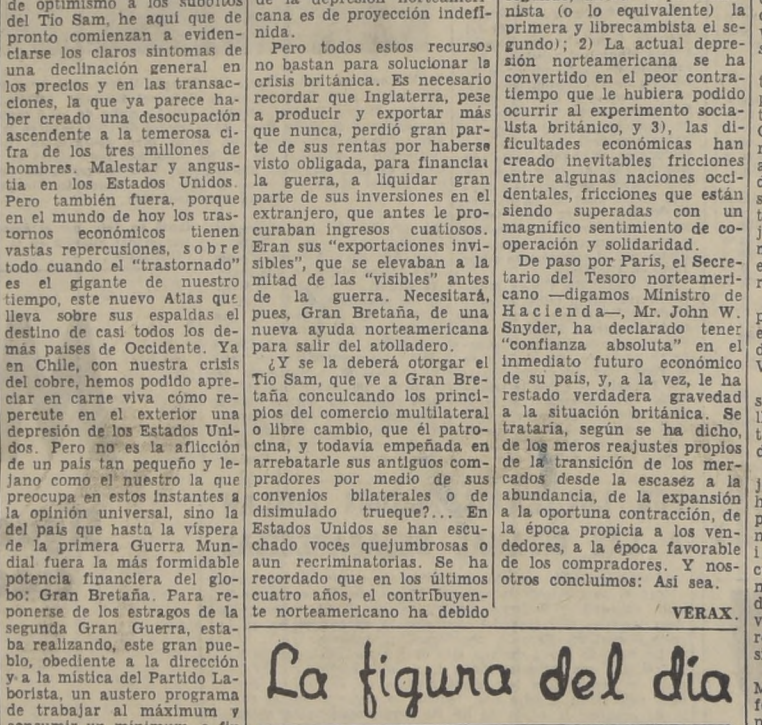 de optimismo a los súbditos
del Tío Sam, he aquí que de
pronto comienzan a eviden-
ciarse los claros síntomas de
una declinación general en
los precios y en las transac-
ciones, la que ya parece ha-
ber creado una desocupación
ascendente a la temerosa ci-
fra de los tres millones de
hombres. Malestar y angus-
tia en los Estados Unidos.
Pero también fuera, porque
en el mundo de hoy los tras-
tornos económicos tienen
vastas repercusiones, sobre
todo cuando el "trastornado"
es el gigante de nuestro
tiempo, este nuevo Atlas que
lleva sobre sus espaldas el
destino de casi todos los de-
más países de Occidente. Ya
en Chile, con nuestra crisis
del cobre, hemos podido apre-
ciar en carne viva cómo re-
percute en el exterior una
depresión de los Estados Uni-
dos. Pero no es la aflicción
de un país tan pequeño y le-
jano como el nuestro la que
preocupa en estos instantes a
la opinión universal, sino la
del país que hasta la víspera
de la primera Guerra Mun-
dial fuera la más formidable
potencia financiera del glo-
bo: Gran Bretaña. Para re-
ponerse de los estragos de la
segunda Gran Guerra, esta-
ba realizando, este gran pue-
blo, obediente a la dirección
y a la mística del Partido La-
borista, un austero programa
de trabajar al máximum y
de la depresión norteameri-
cana es de proyección indefi-
nida.
Pero todos estos recursos
no bastan para solucionar la
crisis británica. Es necesario
recordar que Inglaterra, pese
a producir y exportar más
que nunca, perdió gran par-
te de sus rentas por haberse
visto obligada, para financiar
la guerra, a liquidar gran
parte de sus inversiones en el
extranjero, que antes le pro-
curaban ingresos cuatiosos.
Eran sus "exportaciones invi-
sibles", que se elevaban a la
mitad de las "visibles" antes
de la guerra. Necesitará,
pues, Gran Bretaña, de una
nueva ayuda norteamericana
para salir del atolladero.
¿Y se la deberá otorgar el
Tío Sam, que ve a Gran Bre-
taña conculcando los princi-
pios del comercio multilateral
o libre cambio, que él patro-
cina, y todavía empeñada en
arrebatarle sus antiguos com-
pradores por medio de sus
convenios bilaterales o de
disimulado trueque?... En
Estados Unidos se han escu-
chado voces quejumbrosas o
aun recriminatorias. Se ha
recordado que en los últimos
cuatro años, el contribuyen-
te norteamericano ha debido
nista (o lo equivalente) la
primera y librecambista el se-
gundo); 2) La actual depre-
sión norteamericana se ha
convertido en el peor contra-
tiempo que le hubiera podido
ocurrir al experimento socia-
lista británico, y 3), las di-
ficultades económicas han
creado inevitables fricciones
entre algunas naciones occi-
dentales, fricciones que están
siendo superadas con un
magnífico sentimiento de co-
operación y solidaridad.
De paso por París, el Secre-
tario del Tesoro norteameri-
cano —digamos Ministro de
Hacienda—, Mr. John W.
Snyder, ha declarado tener
"confianza absoluta" en el
inmediato futuro económico
de su país, y, a la vez, le ha
restado verdadera gravedad
a la situación británica. Se
trataría, según se ha dicho,
de los meros reajustes propios
de la transición de los mer-
cados desde la escasez a la
abundancia, de la expansión
a la oportuna contracción, de
la época propicia a los ven-
dedores, a la época favorable
de los compradores. Y nos-
otros concluimos: Así sea.
VERAX.
La figura del día